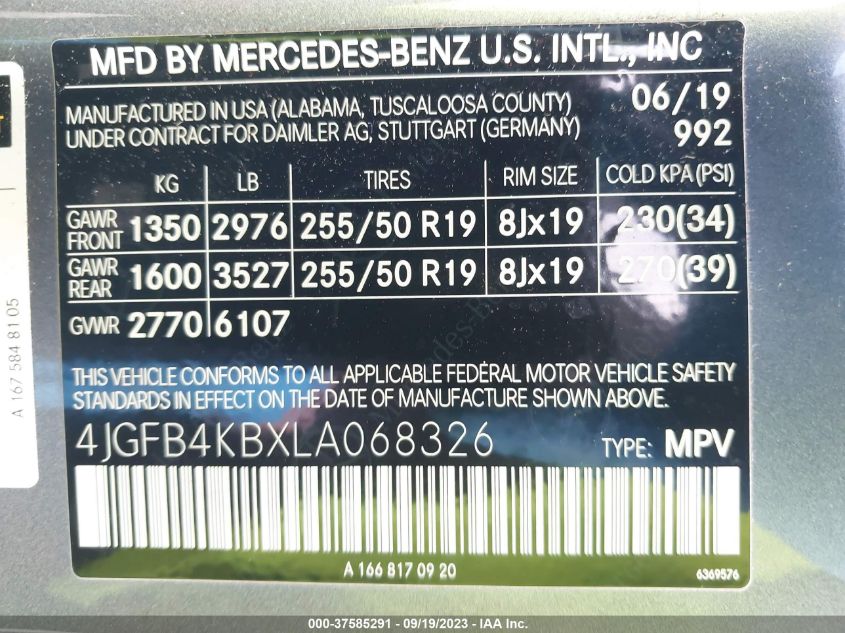 MFD BY MERCEDES-BENZ U.S. INTL., INC
MANUFACTURED IN USA (ALABAMA, TUSCALOOSA COUNTY) 06/19
UNDER CONTRACT FOR DAIMLER AG, STUTTGART (GERMANY) 992
KG LB TIRES RIM SIZE COLD KPA (PSI)
GAWR FRONT 1350 2976 255/50 R19 8Jx19 230(34)
GAWR REAR 1600 3527 255/50 R19 8Jx19 270(39)
GVWR 2770 6107
THIS VEHICLE CONFORMS TO ALL APPLICABLE FEDERAL MOTOR VEHICLE SAFETY
STANDARDS IN EFFECT ON THE DATE OF MANUFACTURE SHOWN ABOVE.
4JGFB4KBXLA068326 TYPE: MPV
A 166 817 09 20 6369576
A 167 584 81 05
000-37585291 - 09/19/2023 - IAA Inc.